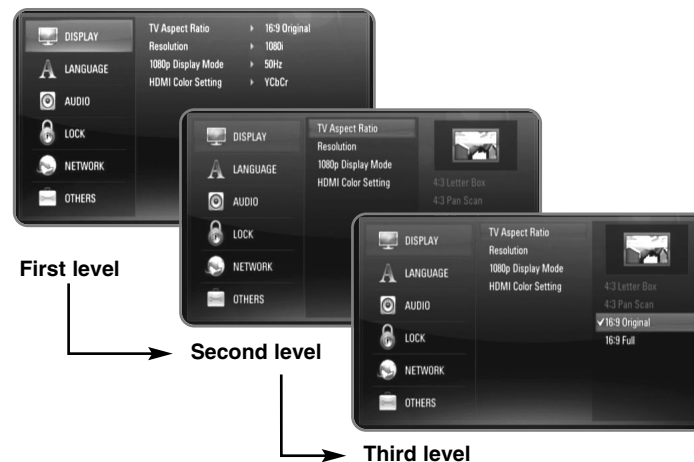 DISPLAY
LANGUAGE
AUDIO
LOCK
NETWORK
OTHERS
TV Aspect Ratio 16:9 Original
Resolution 1080i
1080p Display Mode 50Hz
HDMI Color Setting YCbCr
First level
DISPLAY
LANGUAGE
AUDIO
LOCK
NETWORK
OTHERS
TV Aspect Ratio
Resolution
1080p Display Mode
HDMI Color Setting
4:3 Letter Box
4:3 Pan Scan
Second level
DISPLAY
LANGUAGE
AUDIO
LOCK
NETWORK
OTHERS
TV Aspect Ratio
Resolution
1080p Display Mode
HDMI Color Setting
4:3 Letter Box
4:3 Pan Scan
✓16:9 Original
16:9 Full
Third level